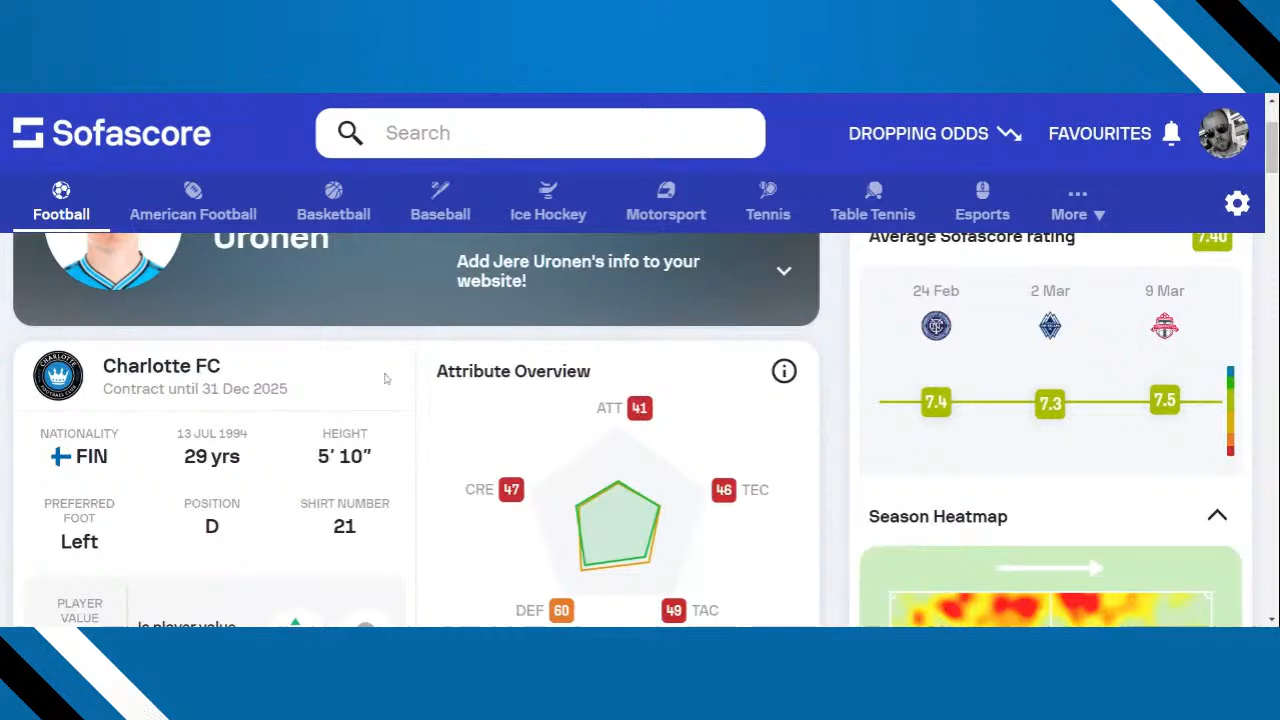 Sofascore
Search
DROPPING ODDS
FAVOURITES
Football
American Football
Basketball
Baseball
Ice Hockey
Motorsport
Tennis
Table Tennis
Esports
More
Uronen
Add Jere Uronen's info to your
website!
Charlotte FC
Contract until 31 Dec 2025
NATIONALITY
FIN
13 JUL 1994
29 yrs
HEIGHT
5′ 10″
PREFERRED
FOOT
Left
POSITION
D
SHIRT NUMBER
21
PLAYER
VALUE
Is player value
Attribute Overview
ATT 41
CRE 47
46 TEC
DEF 60
49 TAC
Average Sofascore rating 7.40
24 Feb
2 Mar
9 Mar
7.4
7.3
7.5
Season Heatmap